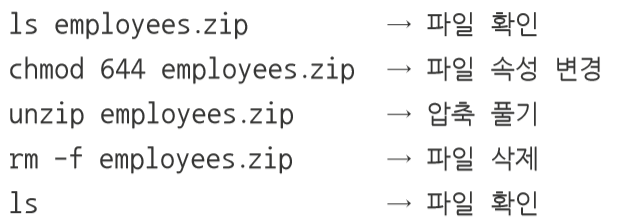 ls employees.zip → 파일 확인
chmod 644 employees.zip → 파일 속성 변경
unzip employees.zip → 압축 풀기
rm -f employees.zip → 파일 삭제
ls → 파일 확인